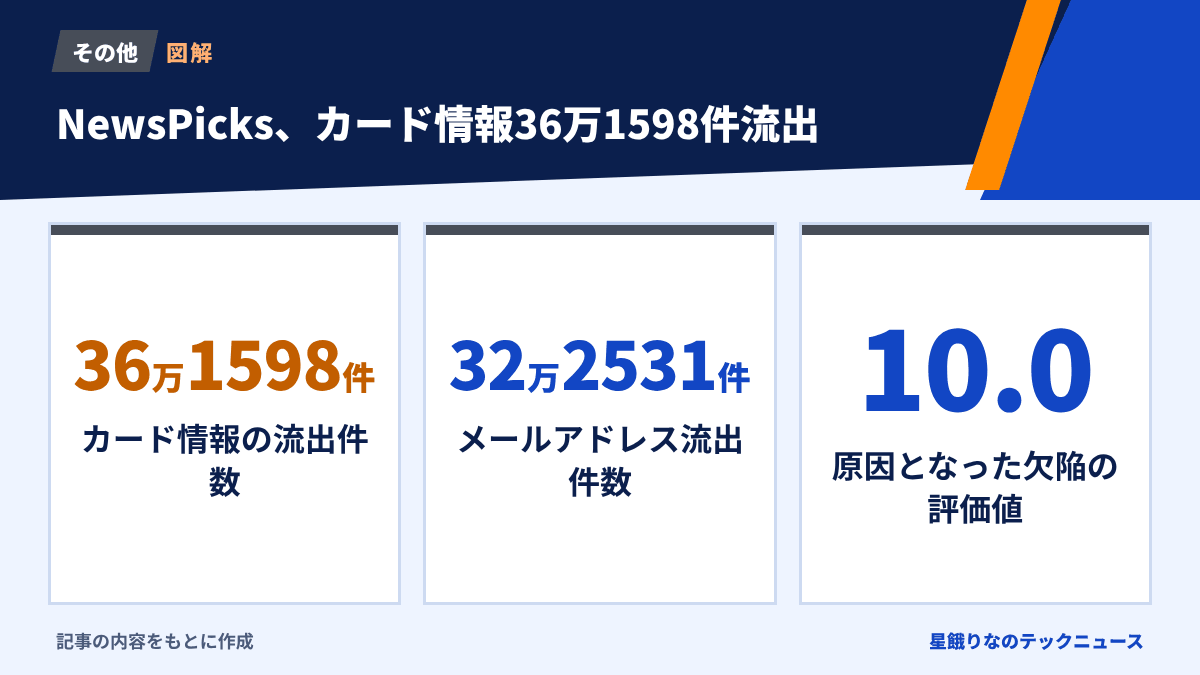 その他 図解
NewsPicks、カード情報36万1598件流出
36万1598件
カード情報の流出件
数
32万2531件
メールアドレス流出
件数
10.0
原因となった欠陥の
評価値
記事の内容をもとに作成
星餓りなのテックニュース